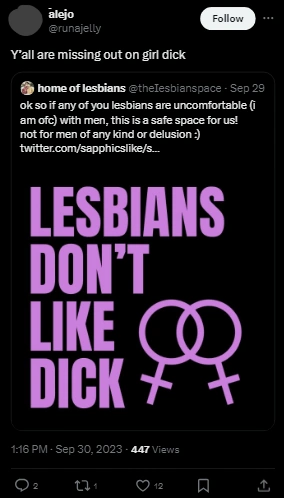 alejo
@runajelly
Follow
Y'all are missing out on girl dick
home of lesbians @thelesbianspace · Sep 29
ok so if any of you lesbians are uncomfortable (i
am ofc) with men, this is a safe space for us!
not for men of any kind or delusion :)
twitter.com/sapphicslike/s...
LESBIANS
DON'T
LIKE
DICK
1:16 PM · Sep 30, 2023 · 447 Views
2 1 12